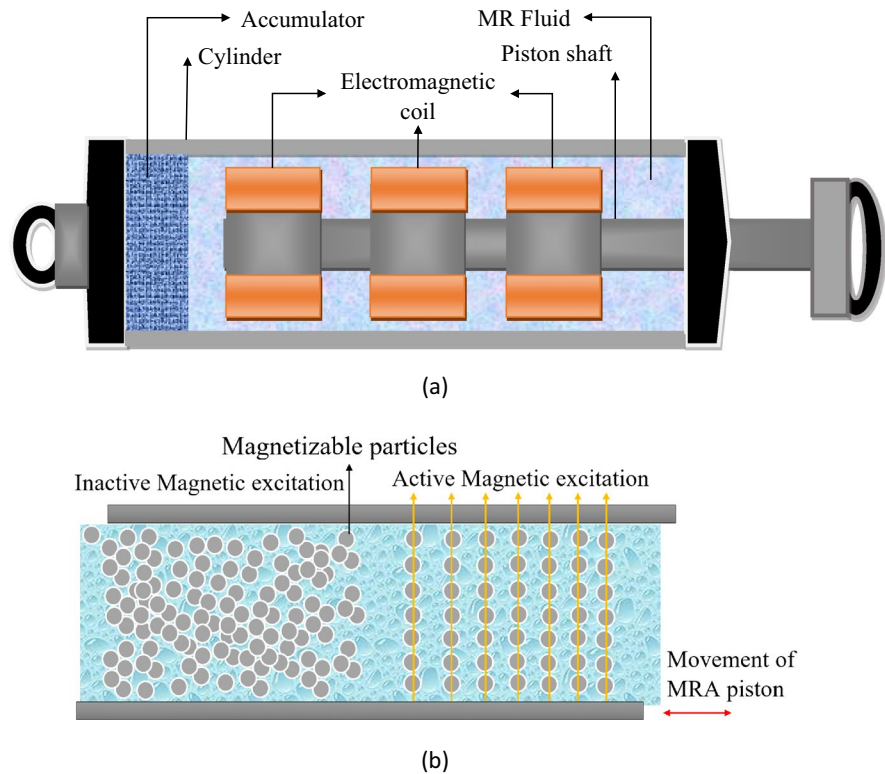 Accumulator
MR Fluid
Cylinder
Piston shaft
Electromagnetic
coil
(a)
Magnetizable particles
Inactive Magnetic excitation
Active Magnetic excitation
Movement of
MRA piston
(b)